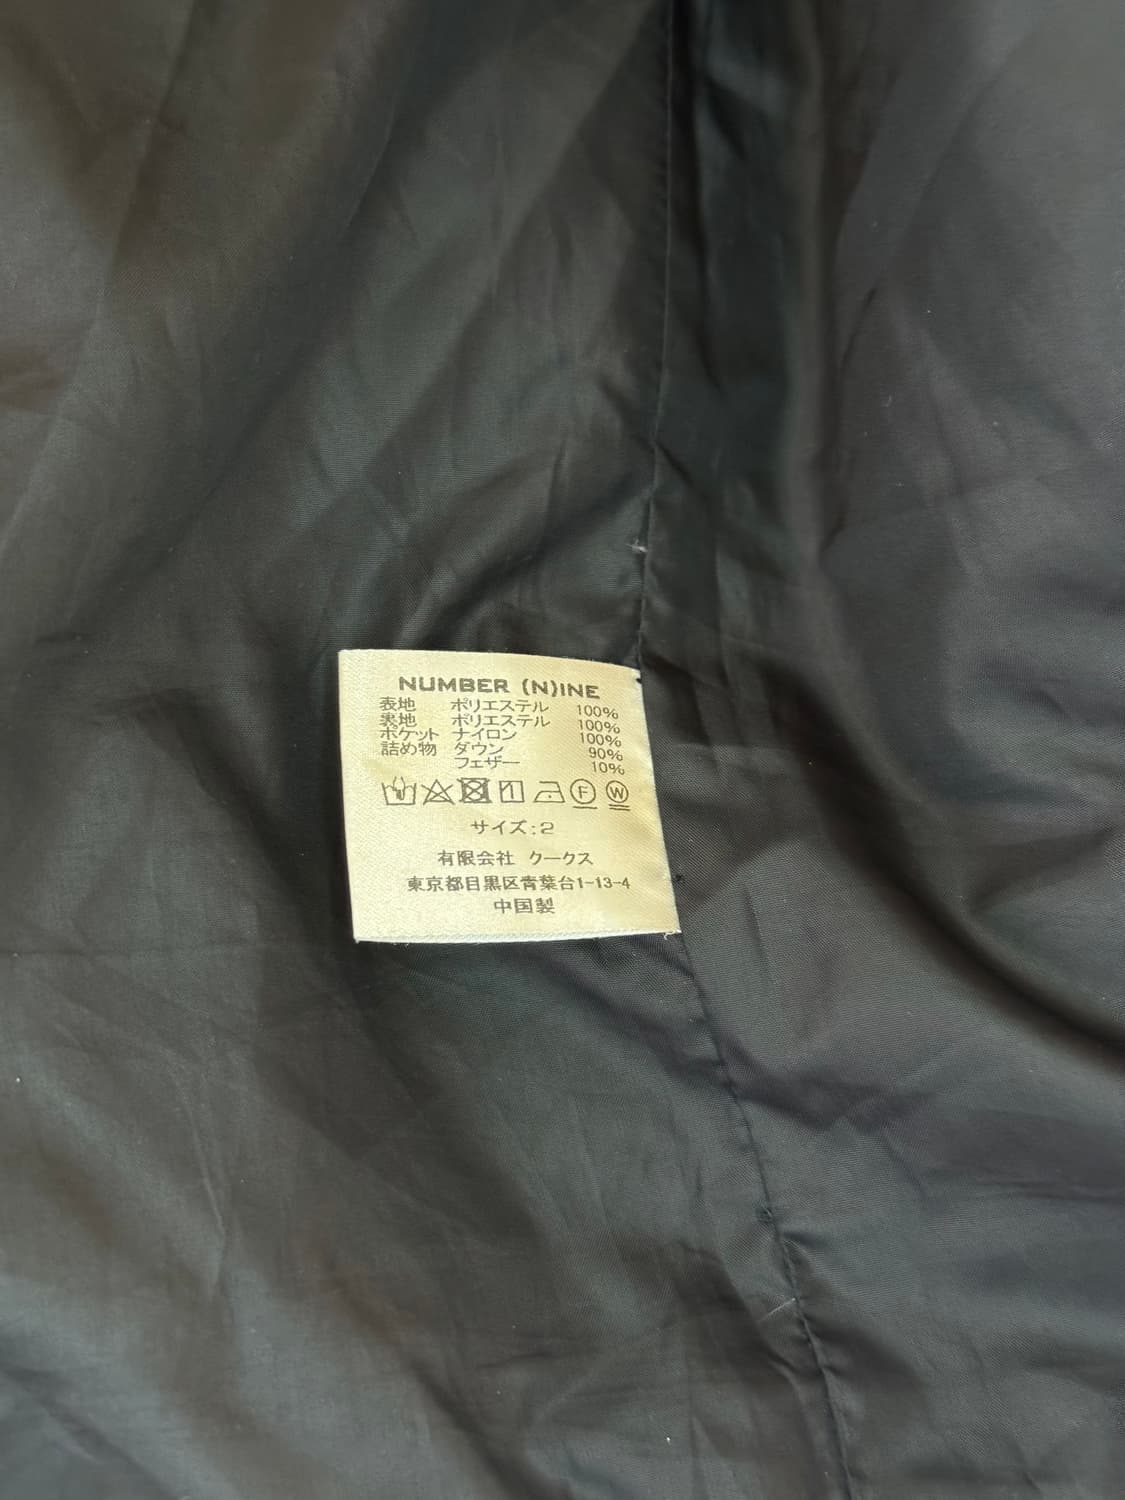 NUMBER (N)INE
表地 ポリエステル 100%
裏地 ポリエステル 100%
ポケット ナイロン 100%
詰め物 ダウン 90%
フェザー 10%
F W
サイズ:2
有限会社 クークス
東京都目黒区青葉台1-13-4
中国製